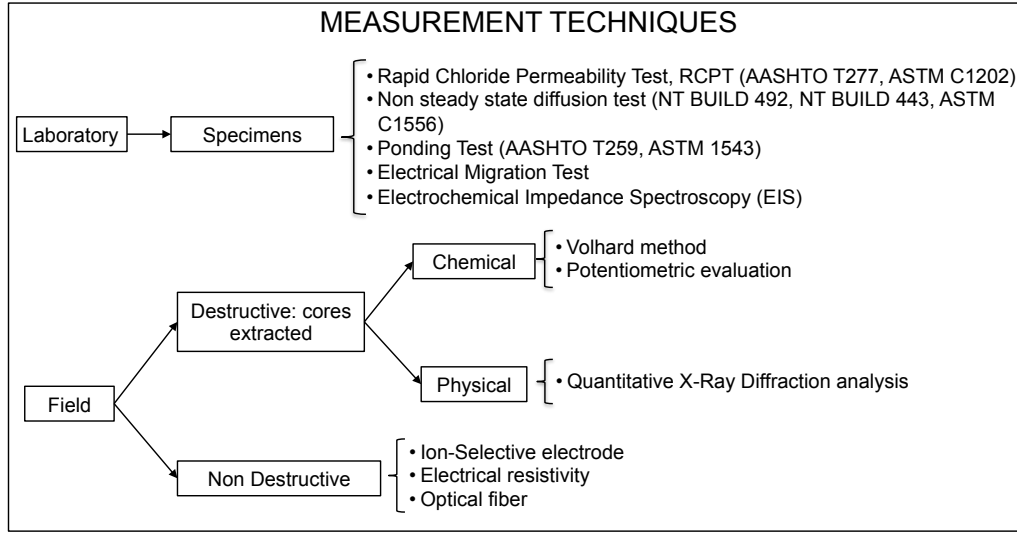 MEASUREMENT TECHNIQUES
Laboratory
Specimens
• Rapid Chloride Permeability Test, RCPT (AASHTO T277, ASTM C1202)
• Non steady state diffusion test (NT BUILD 492, NT BUILD 443, ASTM
C1556)
• Ponding Test (AASHTO T259, ASTM 1543)
• Electrical Migration Test
• Electrochemical Impedance Spectroscopy (EIS)
Field
Destructive: cores
extracted
Chemical
• Volhard method
• Potentiometric evaluation
Physical
• Quantitative X-Ray Diffraction analysis
Non Destructive
• Ion-Selective electrode
• Electrical resistivity
• Optical fiber